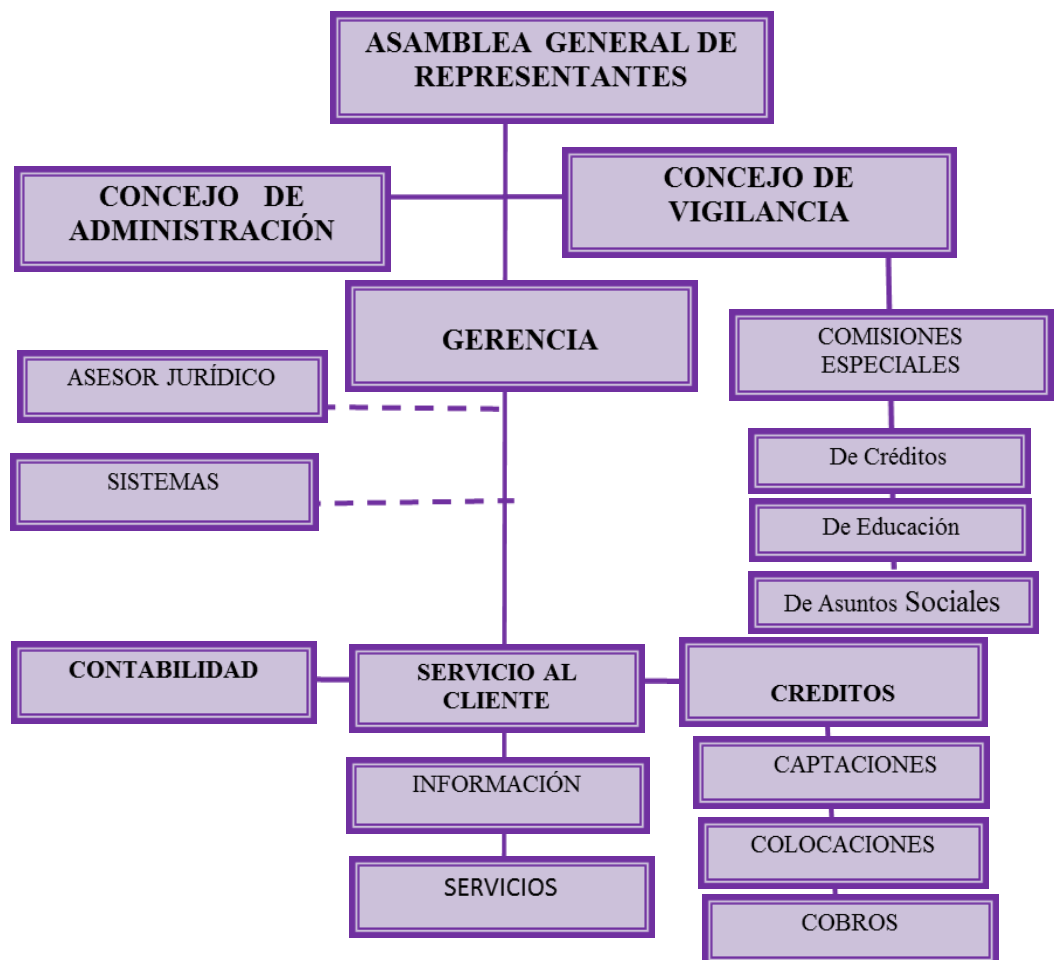 ASAMBLEA GENERAL DE
REPRESENTANTES
CONCEJO DE
ADMINISTRACIÓN
CONCEJO DE
VIGILANCIA
GERENCIA
COMISIONES
ESPECIALES
ASESOR JURÍDICO
De Créditos
SISTEMAS
De Educación
De Asuntos Sociales
CONTABILIDAD
SERVICIO AL
CLIENTE
CREDITOS
INFORMACIÓN
CAPTACIONES
COLOCACIONES
SERVICIOS
COBROS